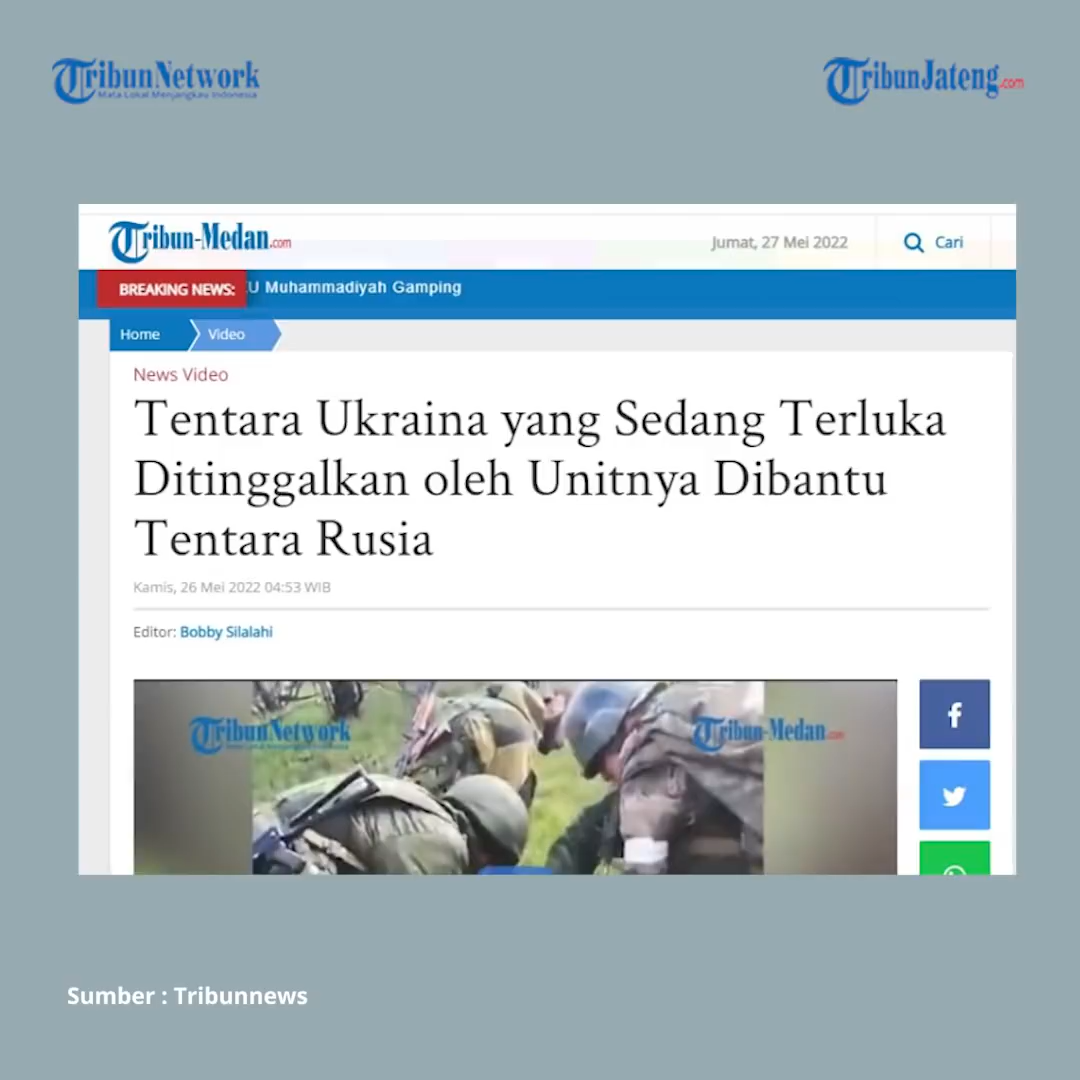 TribunNetwork
Mata Lokal Menjangkau Indonesia
TribunJateng.com
Tribun-Medan.com
Jumat, 27 Mei 2022
Cari
BREAKING NEWS:
U Muhammadiyah Gamping
Home
Video
News Video
Tentara Ukraina yang Sedang Terluka
Ditinggalkan oleh Unitnya Dibantu
Tentara Rusia
Kamis, 26 Mei 2022 04:53 WIB
Editor: Bobby Silalahi
TribunNetwork
Tribun-Medan.com
Sumber : Tribunnews